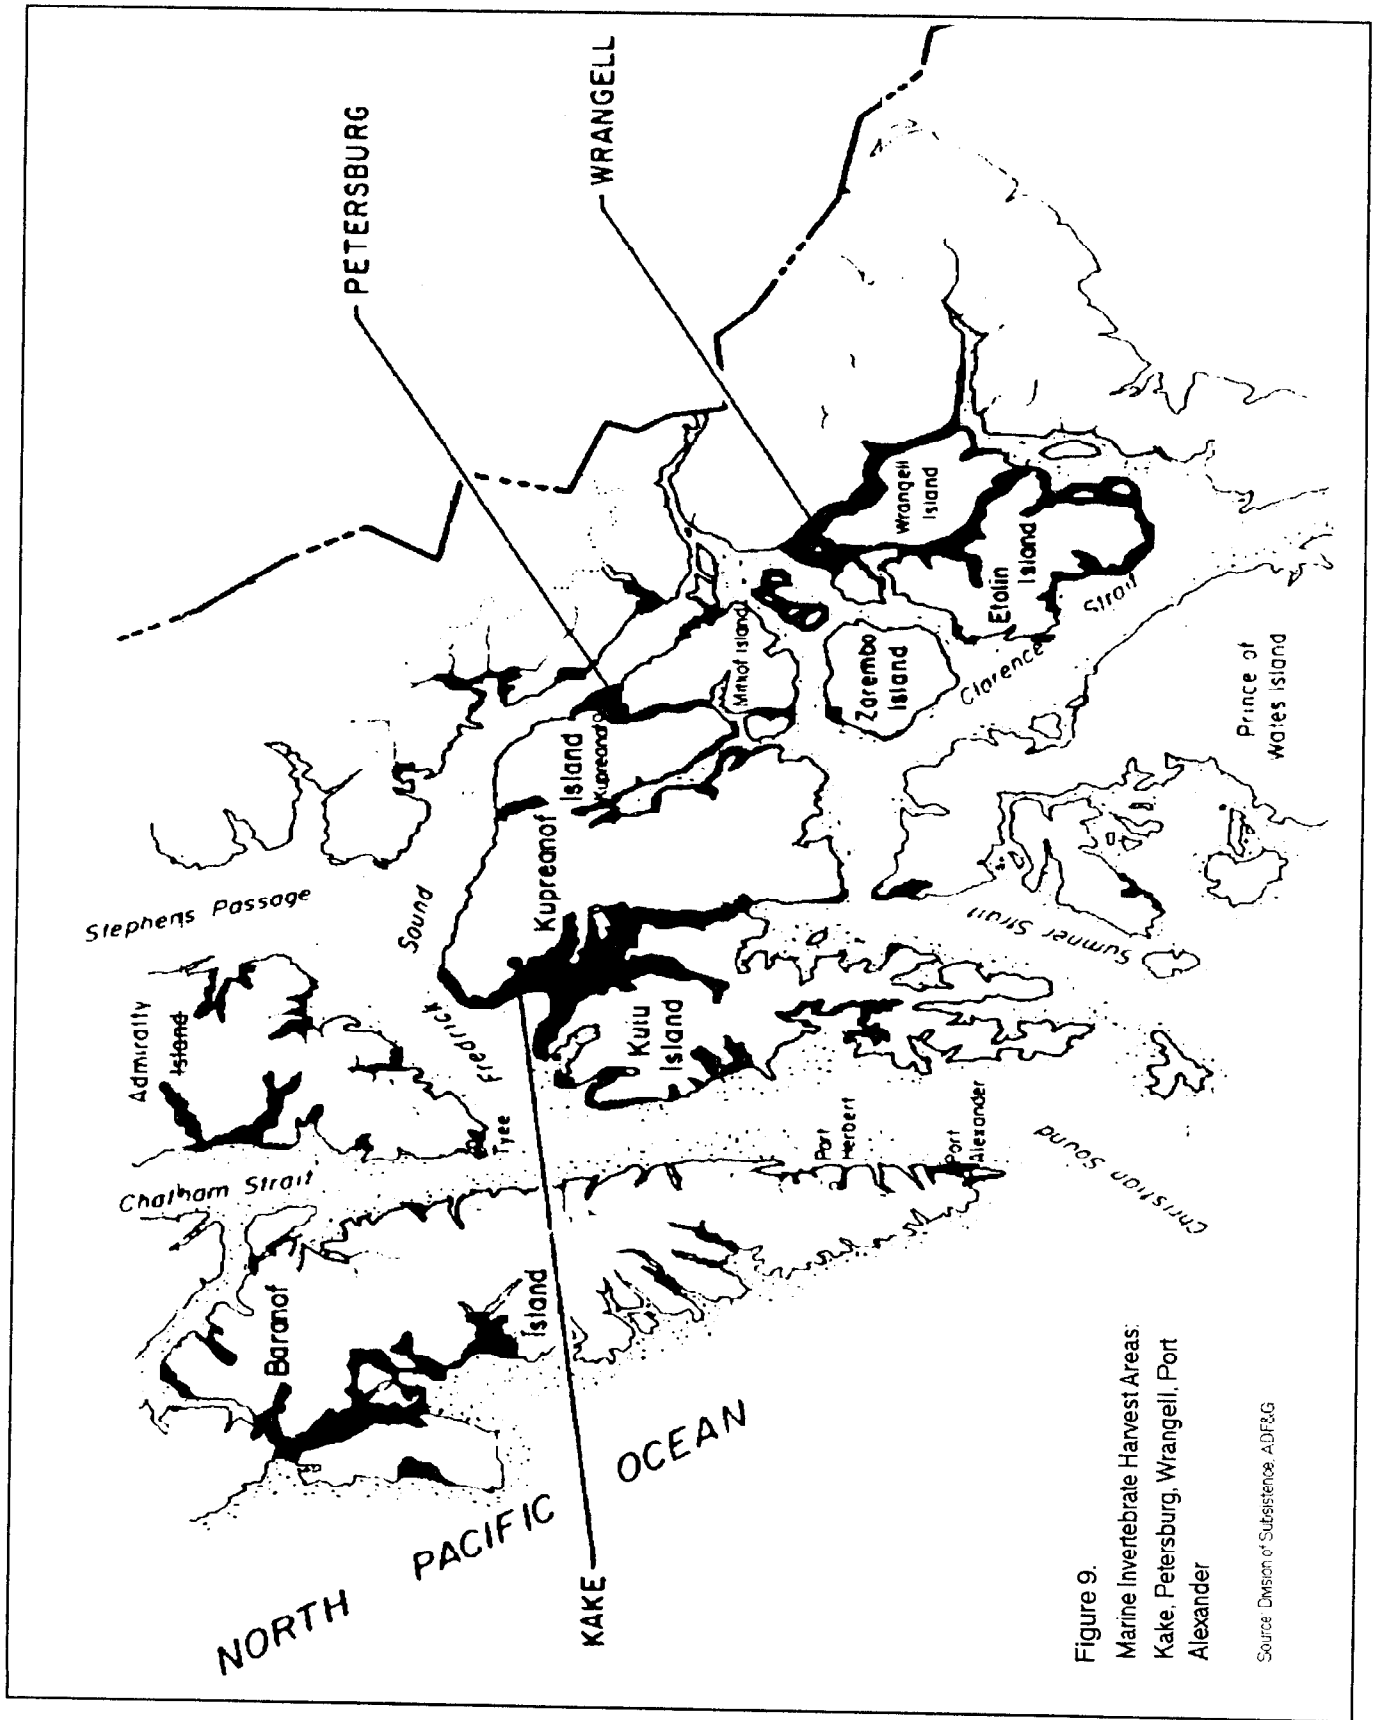 PETERSBURG
WRANGELL
Stephens Passage
Admiralty
Island
Sound
Fredrick
Chatham Strait
Tyee
Kupreanof
Island
Kupreanof
Mitkof Island
Wrangell
Island
Etolin
Island
Zarembo
Island
Clarence
Strait
Prince of
Wales Island
Kuiu
Island
Sumner Strait
Port
Herbert
Port
Alexander
Christian Sound
Baranof
Island
NORTH PACIFIC OCEAN
KAKE
Figure 9.
Marine Invertebrate Harvest Areas:
Kake, Petersburg, Wrangell, Port
Alexander
Source: Division of Subsistence, ADF&G